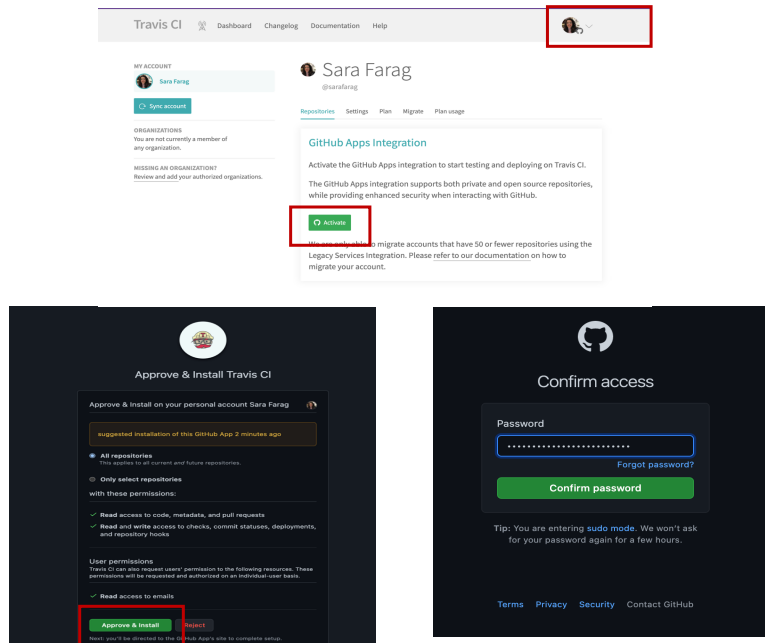 Travis CI Dashboard Changelog Documentation Help
MY ACCOUNT
Sara Farag
Sync account
ORGANIZATIONS
You are not currently a member of
any organization.
MISSING AN ORGANIZATION?
Review and add your authorized organizations.
Sara Farag
@sarafarag
Repositories Settings Plan Migrate Plan usage
GitHub Apps Integration
Activate the GitHub Apps integration to start testing and deploying on Travis CI.
The GitHub Apps integration supports both private and open source repositories,
while providing enhanced security when interacting with GitHub.
Activate
We are only able to migrate accounts that have 50 or fewer repositories using the
Legacy Services Integration. Please refer to our documentation on how to
migrate your account.
Approve & Install Travis CI
Approve & Install on your personal account Sara Farag
suggested installation of this GitHub App 2 minutes ago
All repositories
This applies to all current and future repositories.
Only select repositories
with these permissions:
Read access to code, metadata, and pull requests
Read and write access to checks, commit statuses, deployments,
and repository hooks
User permissions
Travis CI can also request users' permission to the following resources. These
permissions will be requested and authorized on an individual-user basis.
Read access to emails
Approve & Install Reject
Next: you'll be directed to the GitHub App's site to complete setup.
Confirm access
Password
Forgot password?
Confirm password
Tip: You are entering sudo mode. We won't ask
for your password again for a few hours.
Terms Privacy Security Contact GitHub